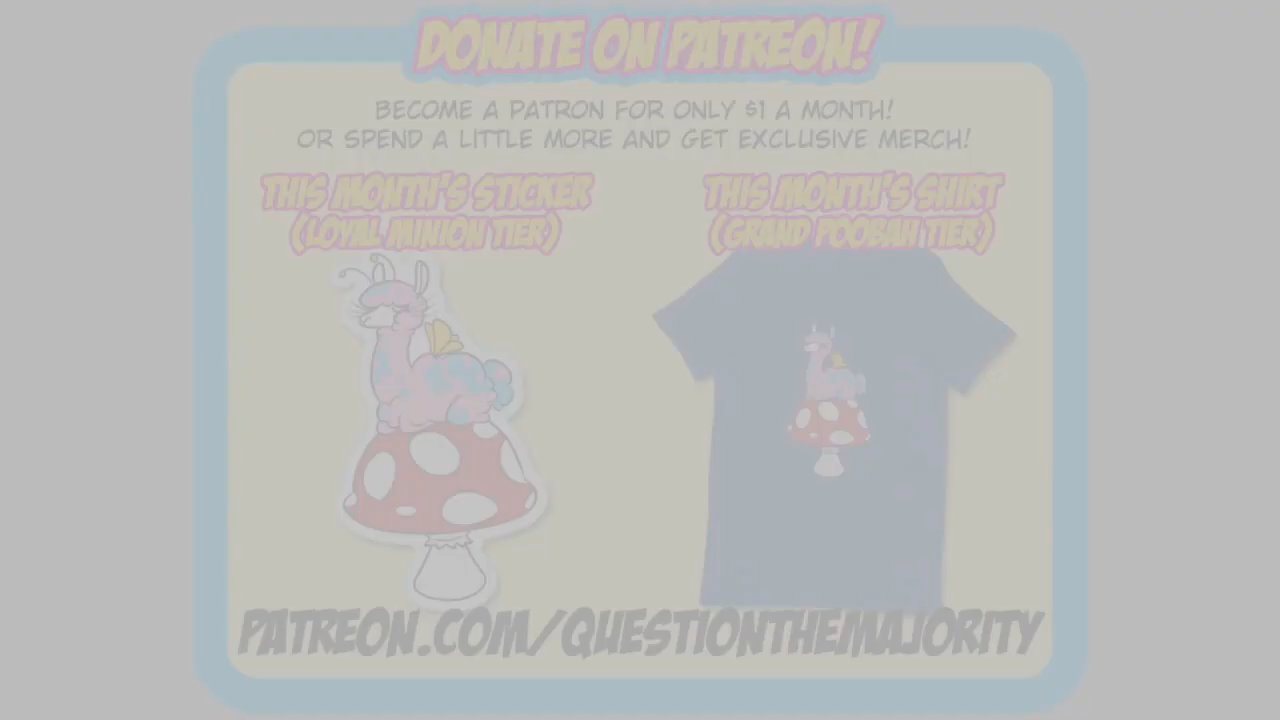 DONATE ON PATREON!
BECOME A PATRON FOR ONLY $1 A MONTH!
OR SPEND A LITTLE MORE AND GET EXCLUSIVE MERCH!
THIS MONTH'S STICKER
(LOYAL MINION TIER)
THIS MONTH'S SHIRT
(GRAND POOBAH TIER)
PATREON.COM/QUESTIONTHEMAJORITY